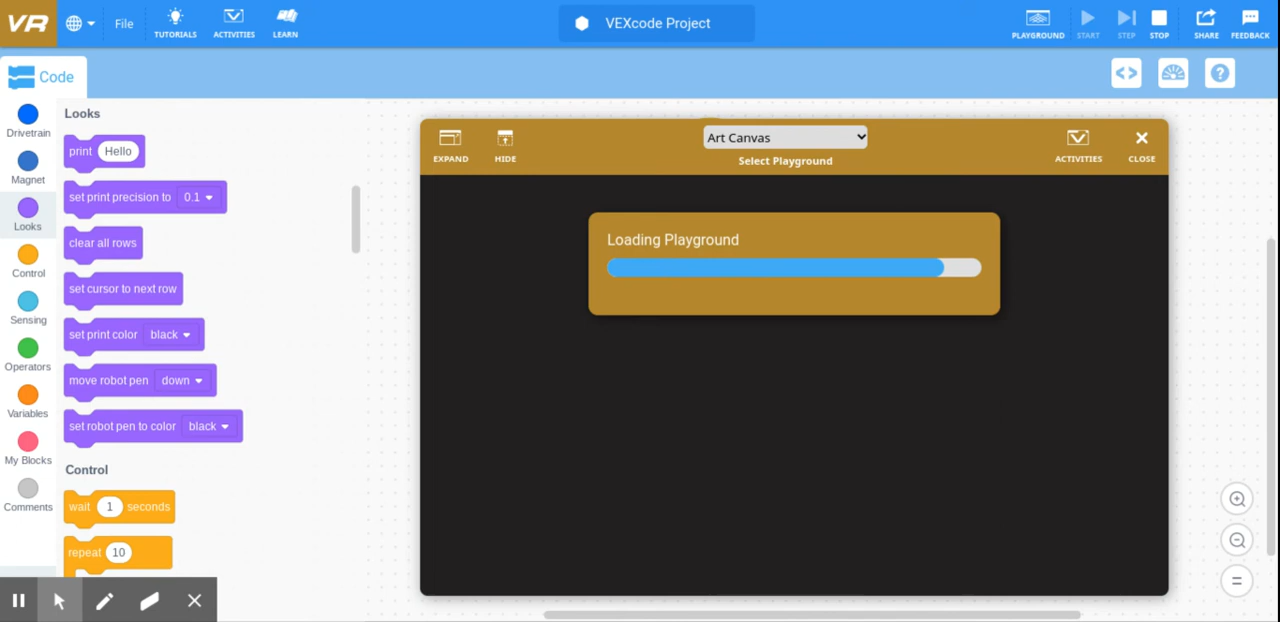 VR
File
TUTORIALS
ACTIVITIES
LEARN
VEXcode Project
PLAYGROUND
START
STEP
STOP
SHARE
FEEDBACK
Code
Drivetrain
Magnet
Looks
Control
Sensing
Operators
Variables
My Blocks
Comments
Looks
print Hello
set print precision to 0.1
clear all rows
set cursor to next row
set print color black
move robot pen down
set robot pen to color black
Control
wait 1 seconds
repeat 10
EXPAND
HIDE
Art Canvas
Select Playground
ACTIVITIES
CLOSE
Loading Playground